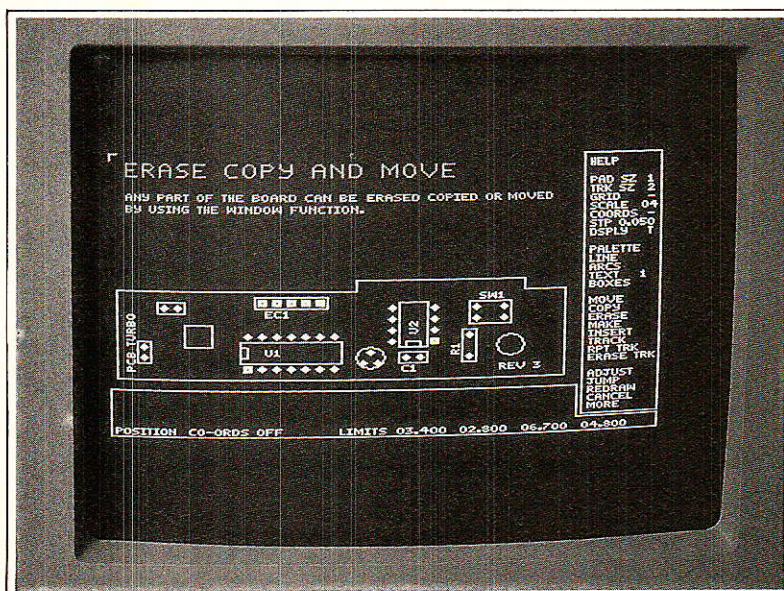 ERASE COPY AND MOVE
ANY PART OF THE BOARD CAN BE ERASED COPIED OR MOVED
BY USING THE WINDOW FUNCTION.
PCB-TURBO
EC1
U1
U2
C1
R1
SW1
REV 3
HELP
PAD SZ 1
TRK SZ 2
GRID -
SCALE 04
COORDS -
STP 0.050
DSPLY T
PALETTE
LINE
ARCS
TEXT 1
BOXES
MOVE
COPY
ERASE
MAKE
INSERT
TRACK
RPT TRK
ERASE TRK
ADJUST
JUMP
REDRAW
CANCEL
MORE
POSITION CO-ORDS OFF LIMITS 03.400 02.800 06.700 04.800